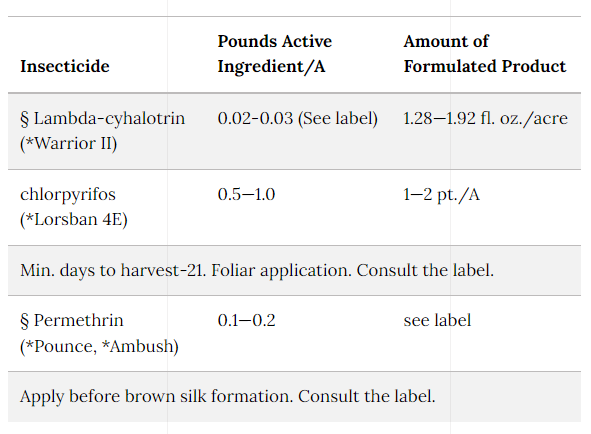 Insecticide
Pounds Active
Ingredient/A
Amount of
Formulated Product
§ Lambda-cyhalotrin
(*Warrior II)
0.02-0.03 (See label)
1.28—1.92 fl. oz./acre
chlorpyrifos
(*Lorsban 4E)
0.5—1.0
1—2 pt./A
Min. days to harvest-21. Foliar application. Consult the label.
§ Permethrin
(*Pounce, *Ambush)
0.1—0.2
see label
Apply before brown silk formation. Consult the label.